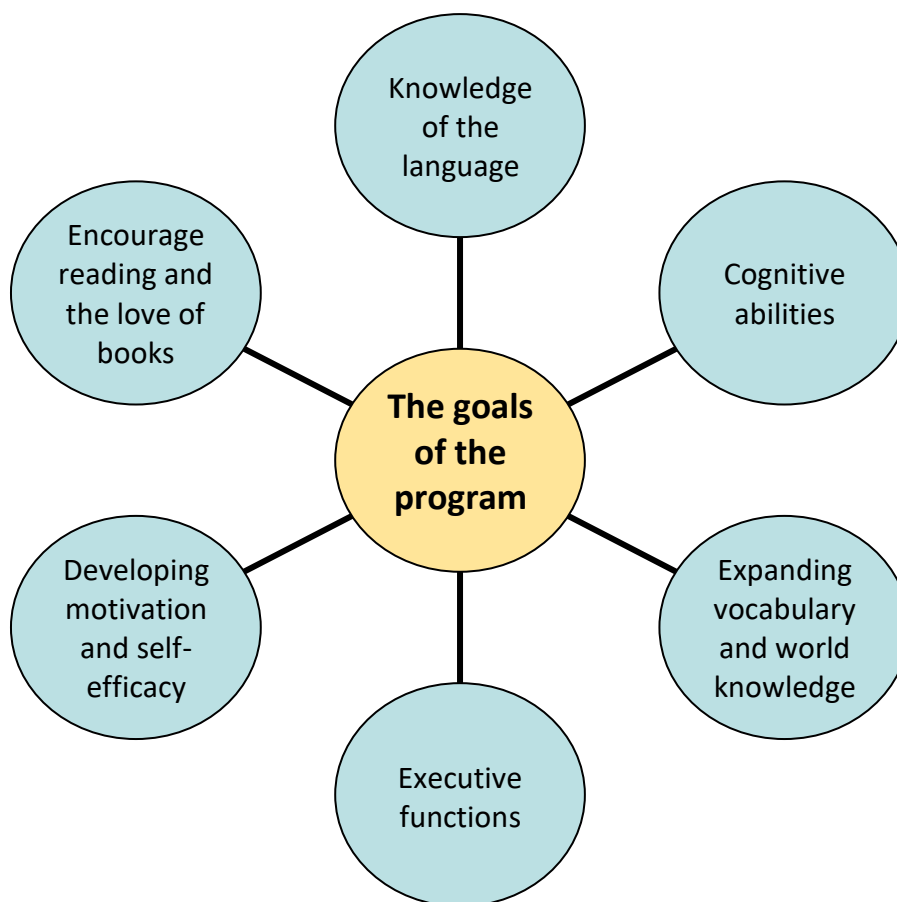 Knowledge
of the
language
Encourage
reading and
the love of
books
Cognitive
abilities
The goals
of the
program
Developing
motivation
and self-
efficacy
Expanding
vocabulary
and world
knowledge
Executive
functions